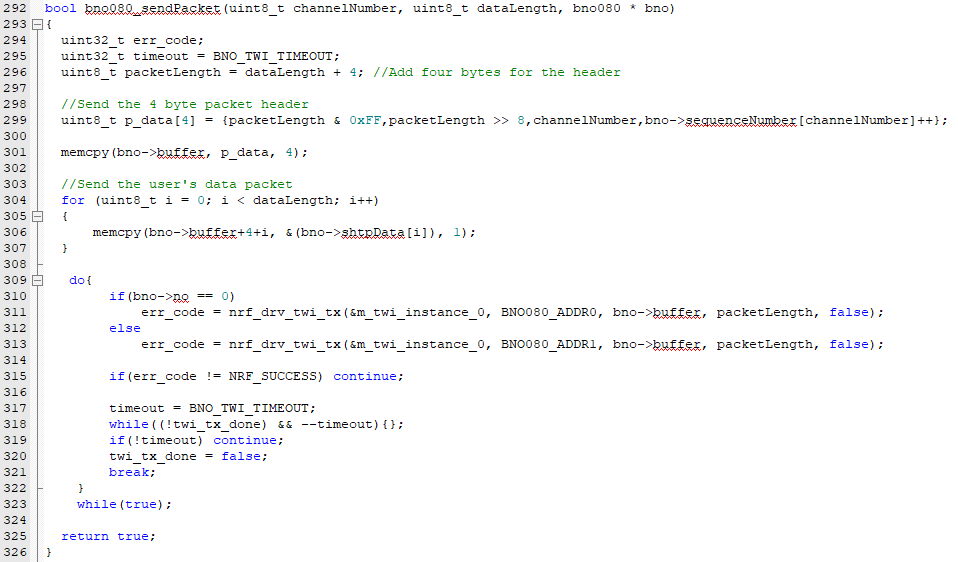 292 bool bno080_sendPacket(uint8_t channelNumber, uint8_t dataLength, bno080 * bno)
293 {
294 uint32_t err_code;
295 uint32_t timeout = BNO_TWI_TIMEOUT;
296 uint8_t packetLength = dataLength + 4; //Add four bytes for the header
297
298 //Send the 4 byte packet header
299 uint8_t p_data[4] = {packetLength & 0xFF,packetLength >> 8,channelNumber,bno->sequenceNumber[channelNumber]++};
300
301 memcpy(bno->buffer, p_data, 4);
302
303 //Send the user's data packet
304 for (uint8_t i = 0; i < dataLength; i++)
305 {
306 memcpy(bno->buffer+4+i, &(bno->shtpData[i]), 1);
307 }
308
309 do{
310 if(bno->no == 0)
311 err_code = nrf_drv_twi_tx(&m_twi_instance_0, BNO080_ADDR0, bno->buffer, packetLength, false);
312 else
313 err_code = nrf_drv_twi_tx(&m_twi_instance_0, BNO080_ADDR1, bno->buffer, packetLength, false);
314
315 if(err_code != NRF_SUCCESS) continue;
316
317 timeout = BNO_TWI_TIMEOUT;
318 while((!twi_tx_done) && --timeout){};
319 if(!timeout) continue;
320 twi_tx_done = false;
321 break;
322 }
323 while(true);
324
325 return true;
326 }